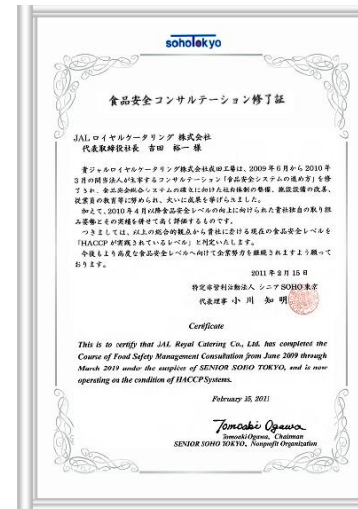 sohotokyo
食品安全コンサルテーション修了証
JALロイヤルケータリング 株式会社
代表取締役社長 吉田 裕一 様
貴ジャルロイヤルケータリング株式会社成田工場は、2009年6月から2010年
3月の間当法人が主宰するコンサルテーション「食品安全システムの進め方」を修
了され、食品安全総合システムの確立に向けた社内体制の整備、施設設備の改善、
従業員の教育等に努められ、大いに成果を挙げられました。
加えて、2010年4月以降食品安全レベルの向上に向けられた貴社独自の取り組
み姿勢とその実績を併せて高く評価するものです。
つきましては、以上の総合的観点から貴社に於ける現在の食品安全レベルを
「HACCPが実践されているレベル」と判定いたします。
今後もより高度な食品安全レベルへ向けて企業努力を継続されますよう願って
おります。
2011年2月15日
特定非営利活動法人 シニアSOHO東京
代表理事 小川 知明
Certificate
This is to certify that JAL Royal Catering Co., Ltd. has completed the
Course of Food Safety Management Consultation from June 2009 through
March 2010 under the auspices of SENIOR SOHO TOKYO, and is now
operating on the condition of HACCP Systems.
February 15, 2011
Tomoaki Ogawa
Tomoaki Ogawa, Chairman
SENIOR SOHO TOKYO, Nonprofit Organization